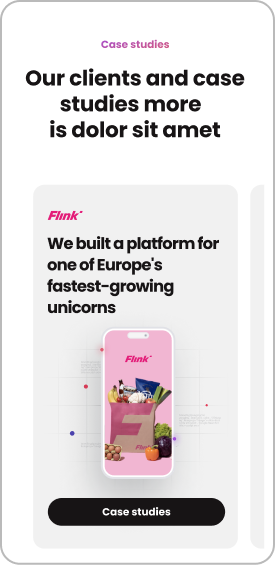 Case studies
Our clients and case
studies more
is dolor sit amet
Flink
We built a platform for
one of Europe's
fastest-growing
unicorns
Flink
Flink
Case studies